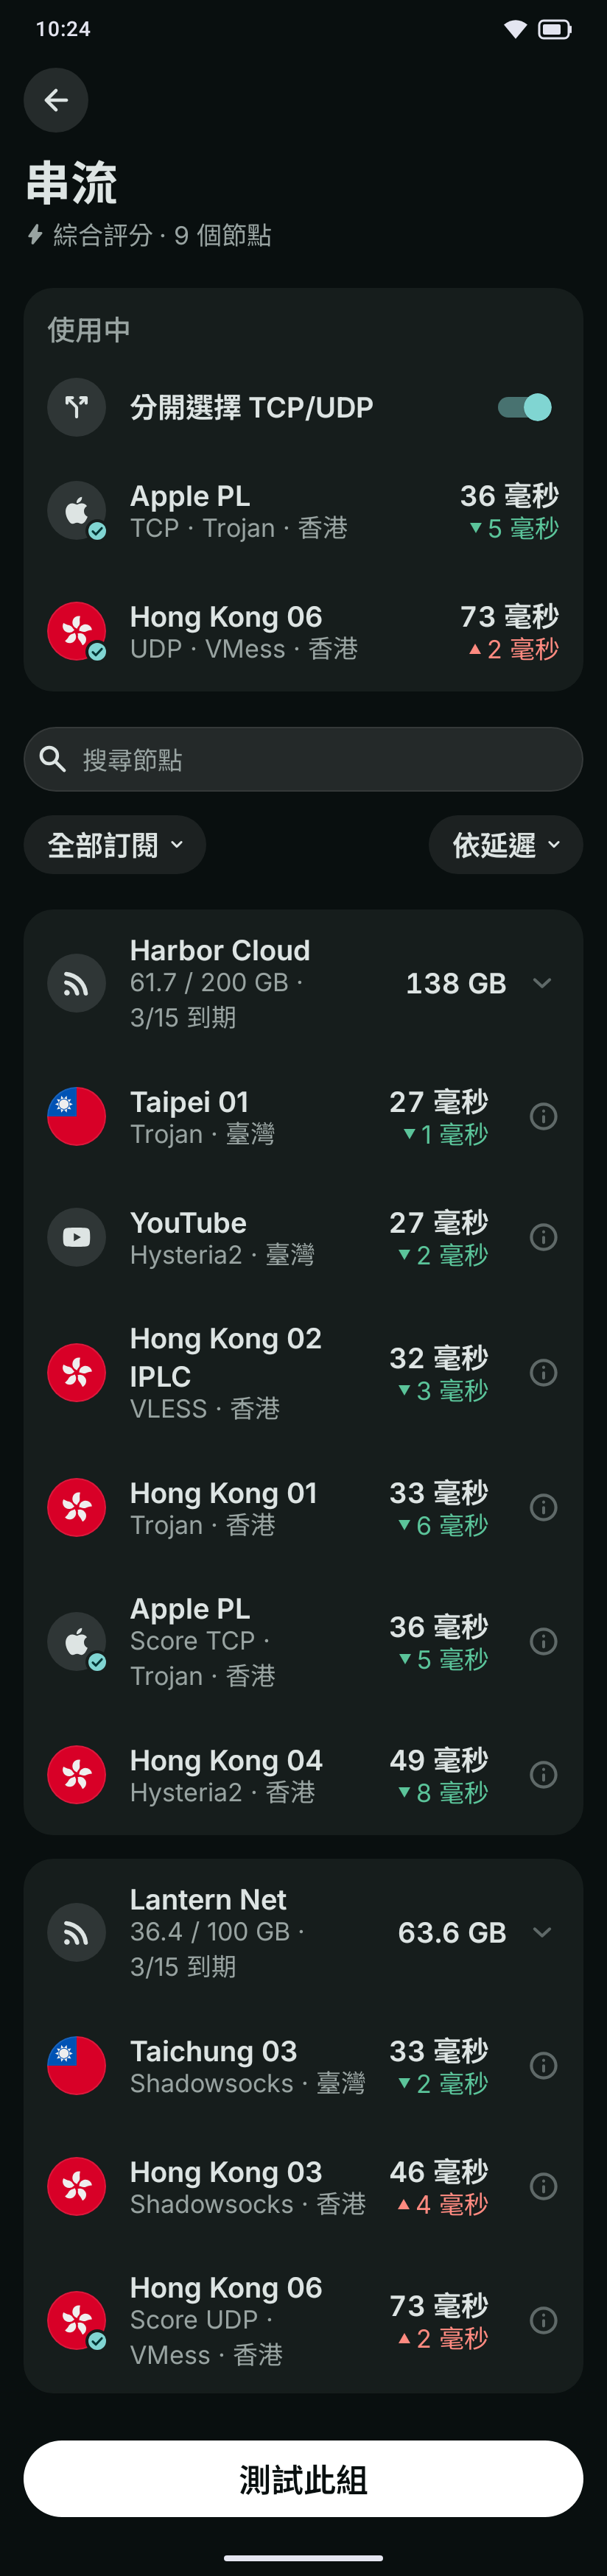 10:24
串流
綜合評分 · 9 個節點
使用中
分開選擇 TCP/UDP
Apple PL
36 毫秒
TCP · Trojan · 香港
▼5 毫秒
Hong Kong 06
73 毫秒
UDP · VMess · 香港
▲2 毫秒
搜尋節點
全部訂閱
依延遲
Harbor Cloud
61.7 / 200 GB ·
3/15 到期
138 GB
Taipei 01
27 毫秒
Trojan · 臺灣
▼1 毫秒
YouTube
27 毫秒
Hysteria2 · 臺灣
▼2 毫秒
Hong Kong 02
IPLC
32 毫秒
VLESS · 香港
▼3 毫秒
Hong Kong 01
33 毫秒
Trojan · 香港
▼6 毫秒
Apple PL
36 毫秒
Score TCP ·
Trojan · 香港
▼5 毫秒
Hong Kong 04
49 毫秒
Hysteria2 · 香港
▼8 毫秒
Lantern Net
36.4 / 100 GB ·
3/15 到期
63.6 GB
Taichung 03
33 毫秒
Shadowsocks · 臺灣
▼2 毫秒
Hong Kong 03
46 毫秒
Shadowsocks · 香港
▲4 毫秒
Hong Kong 06
73 毫秒
Score UDP ·
VMess · 香港
▲2 毫秒
測試此組